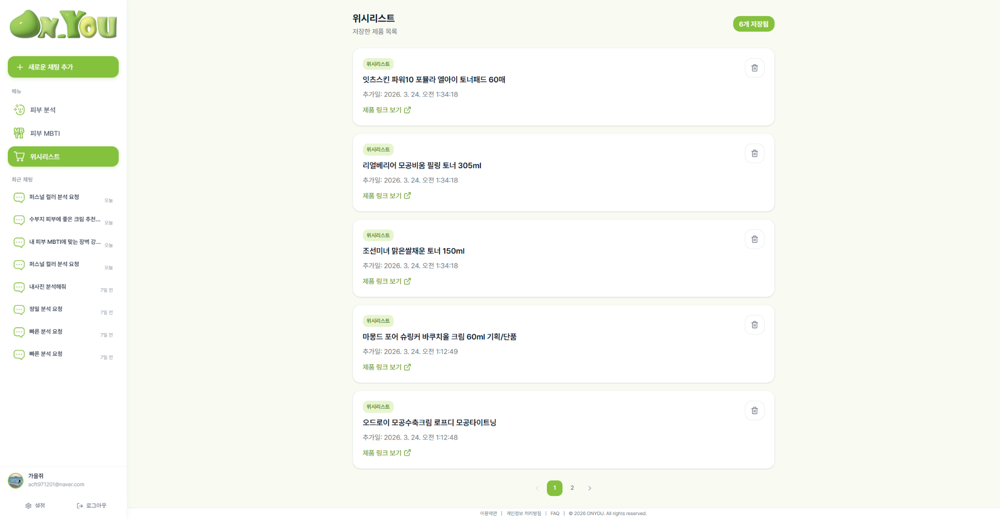 ON_YOU
새로운 채팅 추가
메뉴
피부 분석
MBTI
피부 MBTI
위시리스트
최근 채팅
퍼스널 컬러 분석 요청
오늘
수부지 피부에 좋은 크림 추천...
오늘
내 피부 MBTI에 맞는 장벽 강...
오늘
퍼스널 컬러 분석 요청
오늘
내사진 분석해줘
7일 전
정밀 분석 요청
7일 전
빠른 분석 요청
7일 전
빠른 분석 요청
7일 전
가을쥐
acft971201@naver.com
설정
로그아웃
위시리스트
저장한 제품 목록
6개 저장됨
위시리스트
잇츠스킨 파워10 포뮬라 엘아이 토너패드 60매
추가일: 2026. 3. 24. 오전 1:34:18
제품 링크 보기
위시리스트
리얼베리어 모공비움 필링 토너 305ml
추가일: 2026. 3. 24. 오전 1:34:18
제품 링크 보기
위시리스트
조선미녀 맑은쌀채운 토너 150ml
추가일: 2026. 3. 24. 오전 1:34:18
제품 링크 보기
위시리스트
마몽드 포어 슈링커 바쿠치올 크림 60ml 기획/단품
추가일: 2026. 3. 24. 오전 1:12:49
제품 링크 보기
위시리스트
오드로이 모공수축크림 로프디 모공타이트닝
추가일: 2026. 3. 24. 오전 1:12:48
제품 링크 보기
1 2
이용약관 | 개인정보 처리방침 | FAQ | © 2026 ONYOU. All rights reserved.